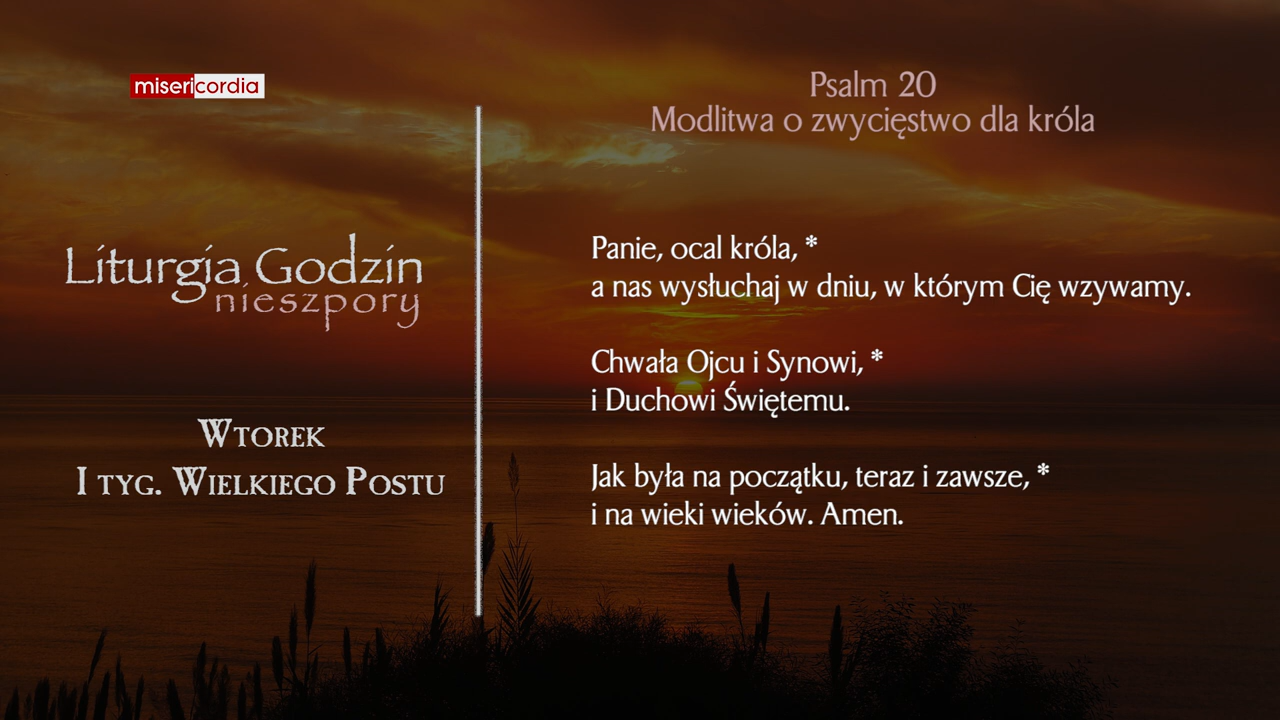 misericordia
Liturgia Godzin
nieszpory
Wtorek
I tyg. Wielkiego Postu
Psalm 20
Modlitwa o zwycięstwo dla króla
Panie, ocal króla, *
a nas wysłuchaj w dniu, w którym Cię wzywamy.
Chwała Ojcu i Synowi, *
i Duchowi Świętemu.
Jak była na początku, teraz i zawsze, *
i na wieki wieków. Amen.